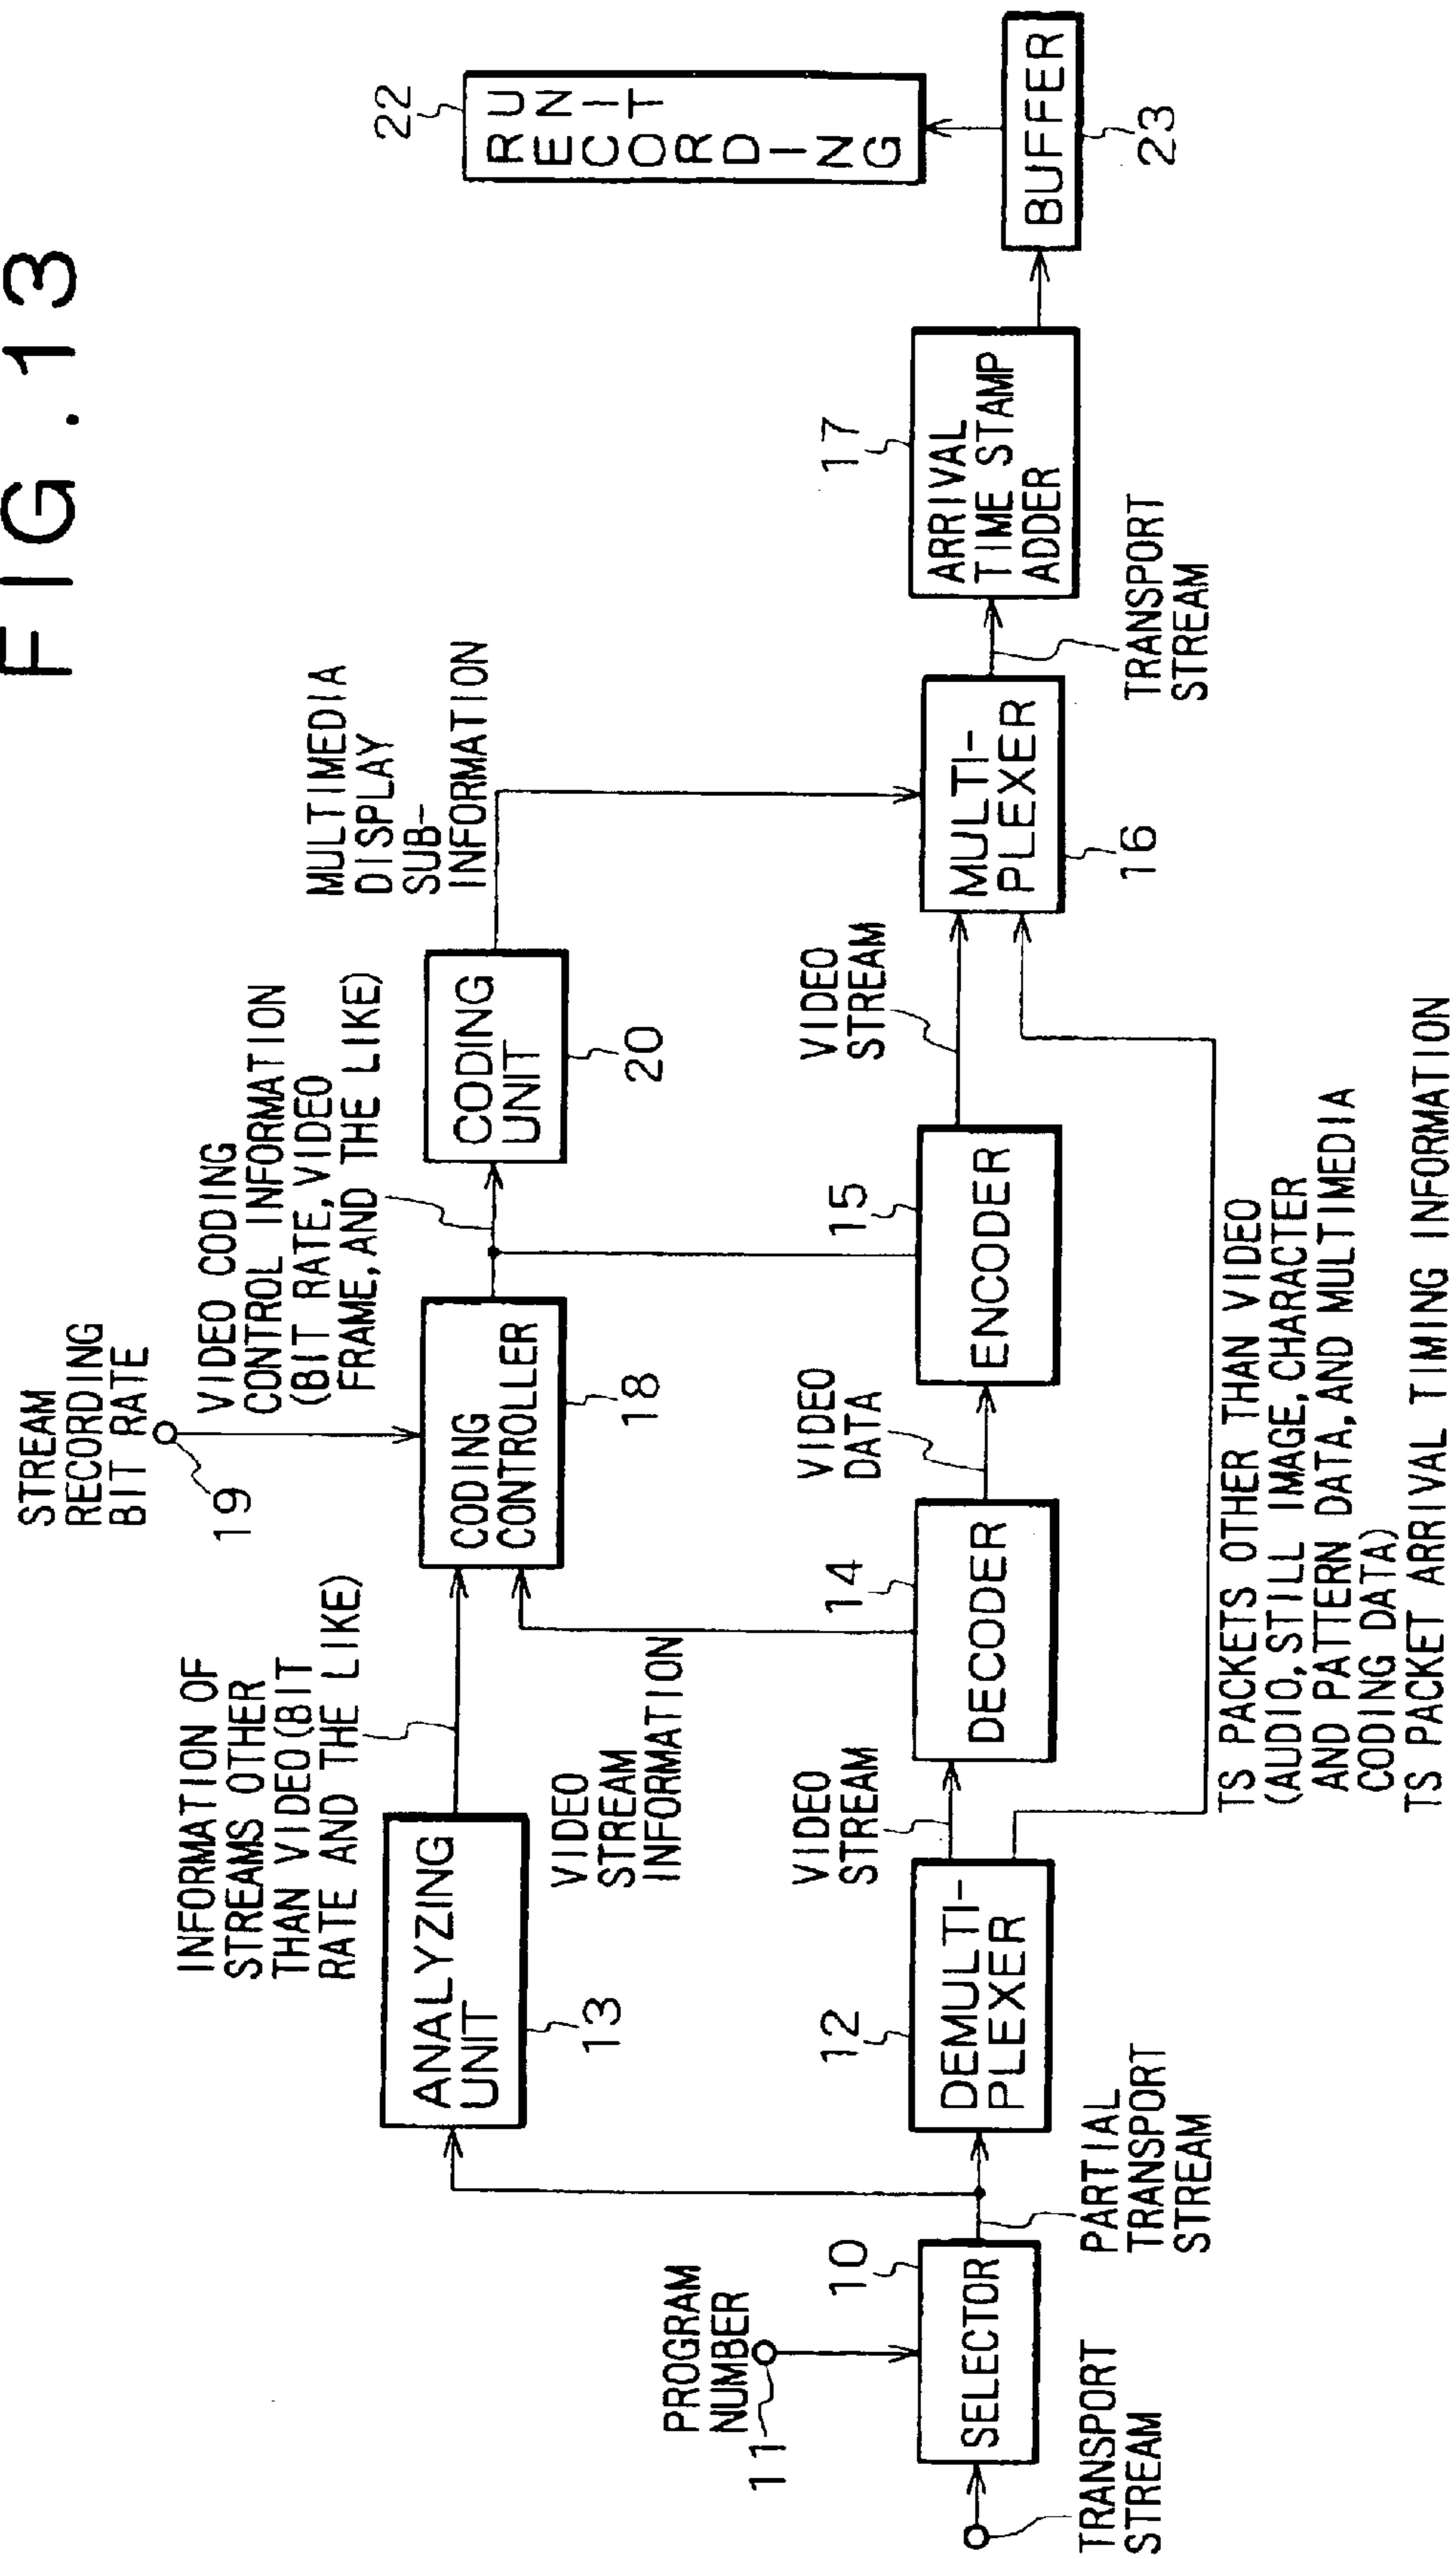 FIG. 13
STREAM
RECORDING
BIT RATE
19
INFORMATION OF
STREAMS OTHER
THAN VIDEO(BIT
RATE AND THE LIKE)
VIDEO CODING
CONTROL INFORMATION
(BIT RATE, VIDEO
FRAME, AND THE LIKE)
MULTIMEDIA
DISPLAY
SUB-
INFORMATION
22
RECORDING
UNIT
ANALYZING
UNIT
13
CODING
CONTROLLER
18
CODING
UNIT
20
VIDEO
STREAM
INFORMATION
PROGRAM
NUMBER
11
10
SELECTOR
TRANSPORT
STREAM
PARTIAL
TRANSPORT
STREAM
12
DEMULTI-
PLEXER
VIDEO
STREAM
14
DECODER
VIDEO
DATA
15
ENCODER
VIDEO
STREAM
MULTI-
PLEXER
16
TRANSPORT
STREAM
17
ARRIVAL
TIME STAMP
ADDER
BUFFER
23
TS PACKETS OTHER THAN VIDEO
(AUDIO, STILL IMAGE, CHARACTER
AND PATTERN DATA, AND MULTIMEDIA
CODING DATA)
TS PACKET ARRIVAL TIMING INFORMATION